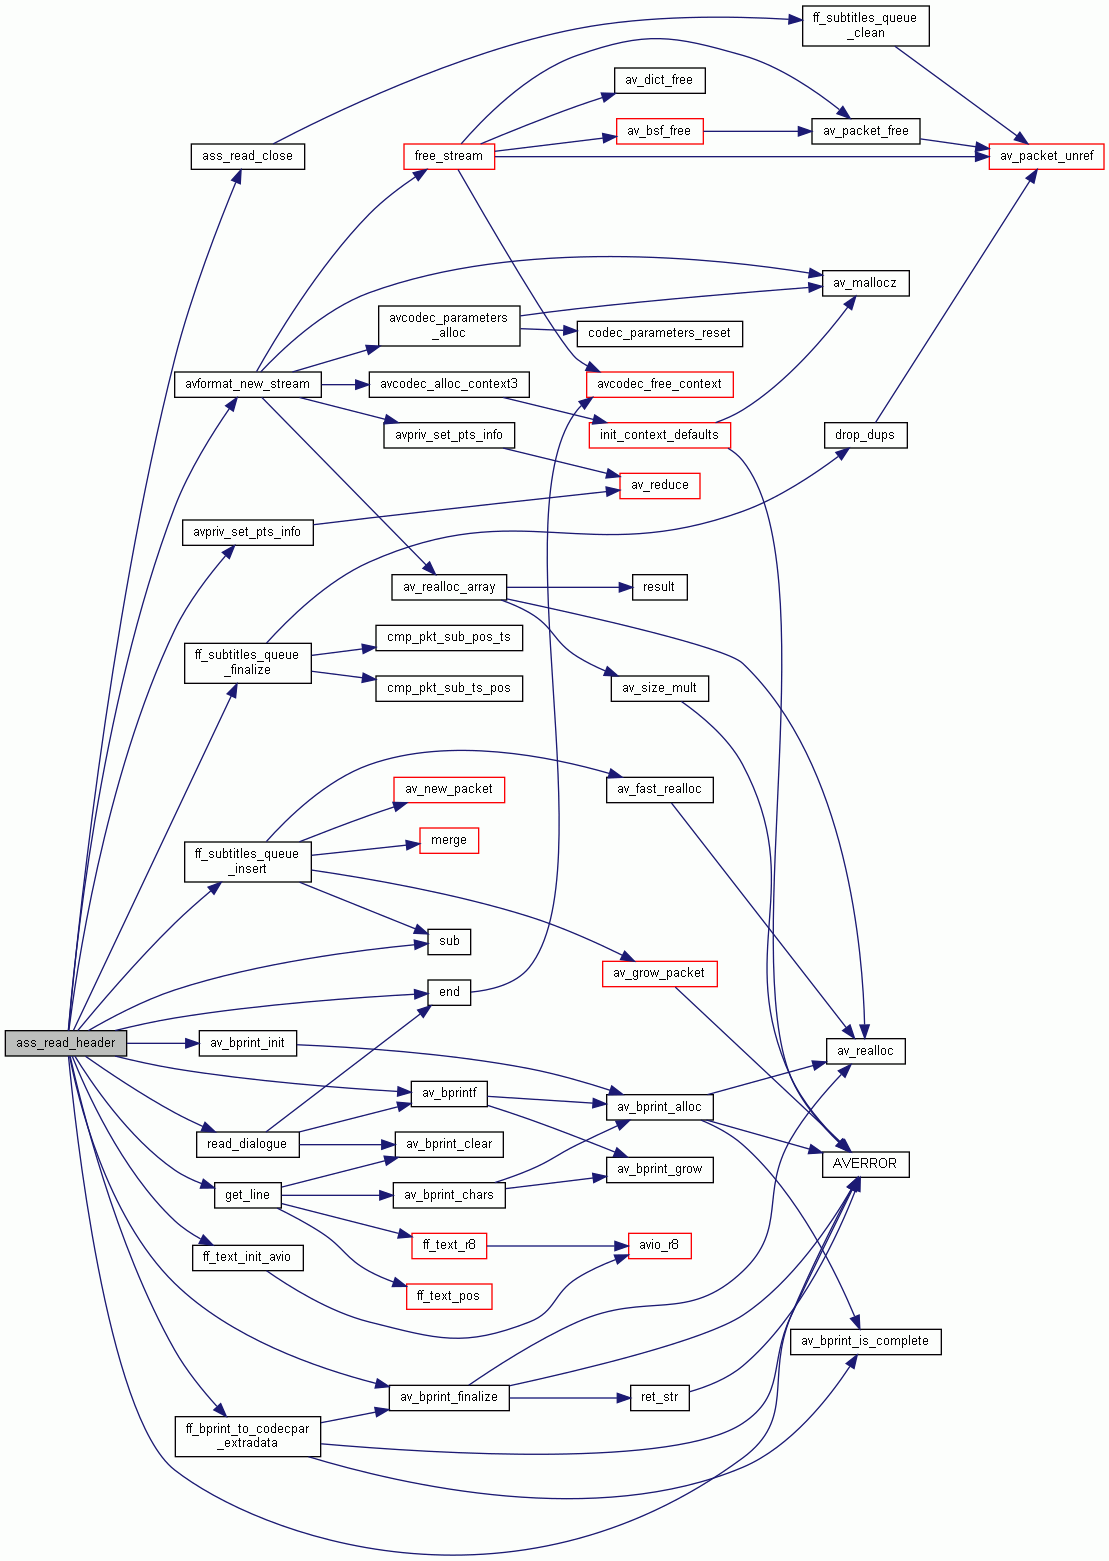 ff_subtitles_queue
_clean
av_dict_free
av_bsf_free
av_packet_free
ass_read_close
free_stream
av_packet_unref
av_mallocz
avcodec_parameters
_alloc
codec_parameters_reset
avformat_new_stream
avcodec_alloc_context3
avcodec_free_context
avpriv_set_pts_info
init_context_defaults
drop_dups
av_reduce
avpriv_set_pts_info
av_realloc_array
result
cmp_pkt_sub_pos_ts
ff_subtitles_queue
_finalize
cmp_pkt_sub_ts_pos
av_size_mult
av_new_packet
av_fast_realloc
merge
ff_subtitles_queue
_insert
sub
av_grow_packet
end
ass_read_header
av_bprint_init
av_realloc
av_bprintf
av_bprint_alloc
read_dialogue
av_bprint_clear
av_bprint_grow
AVERROR
get_line
av_bprint_chars
ff_text_init_avio
ff_text_r8
avio_r8
ff_text_pos
av_bprint_is_complete
av_bprint_finalize
ret_str
ff_bprint_to_codecpar
_extradata